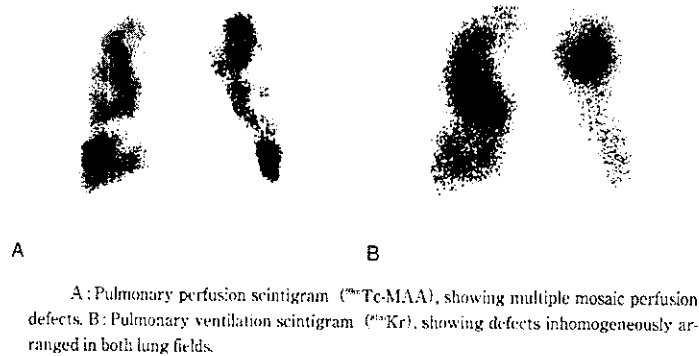 A
B
A : Pulmonary perfusion scintigram (⁹⁹ᵐTc-MAA), showing multiple mosaic perfusion
defects. B : Pulmonary ventilation scintigram (⁸¹ᵐKr), showing defects inhomogeneously ar-
ranged in both lung fields.